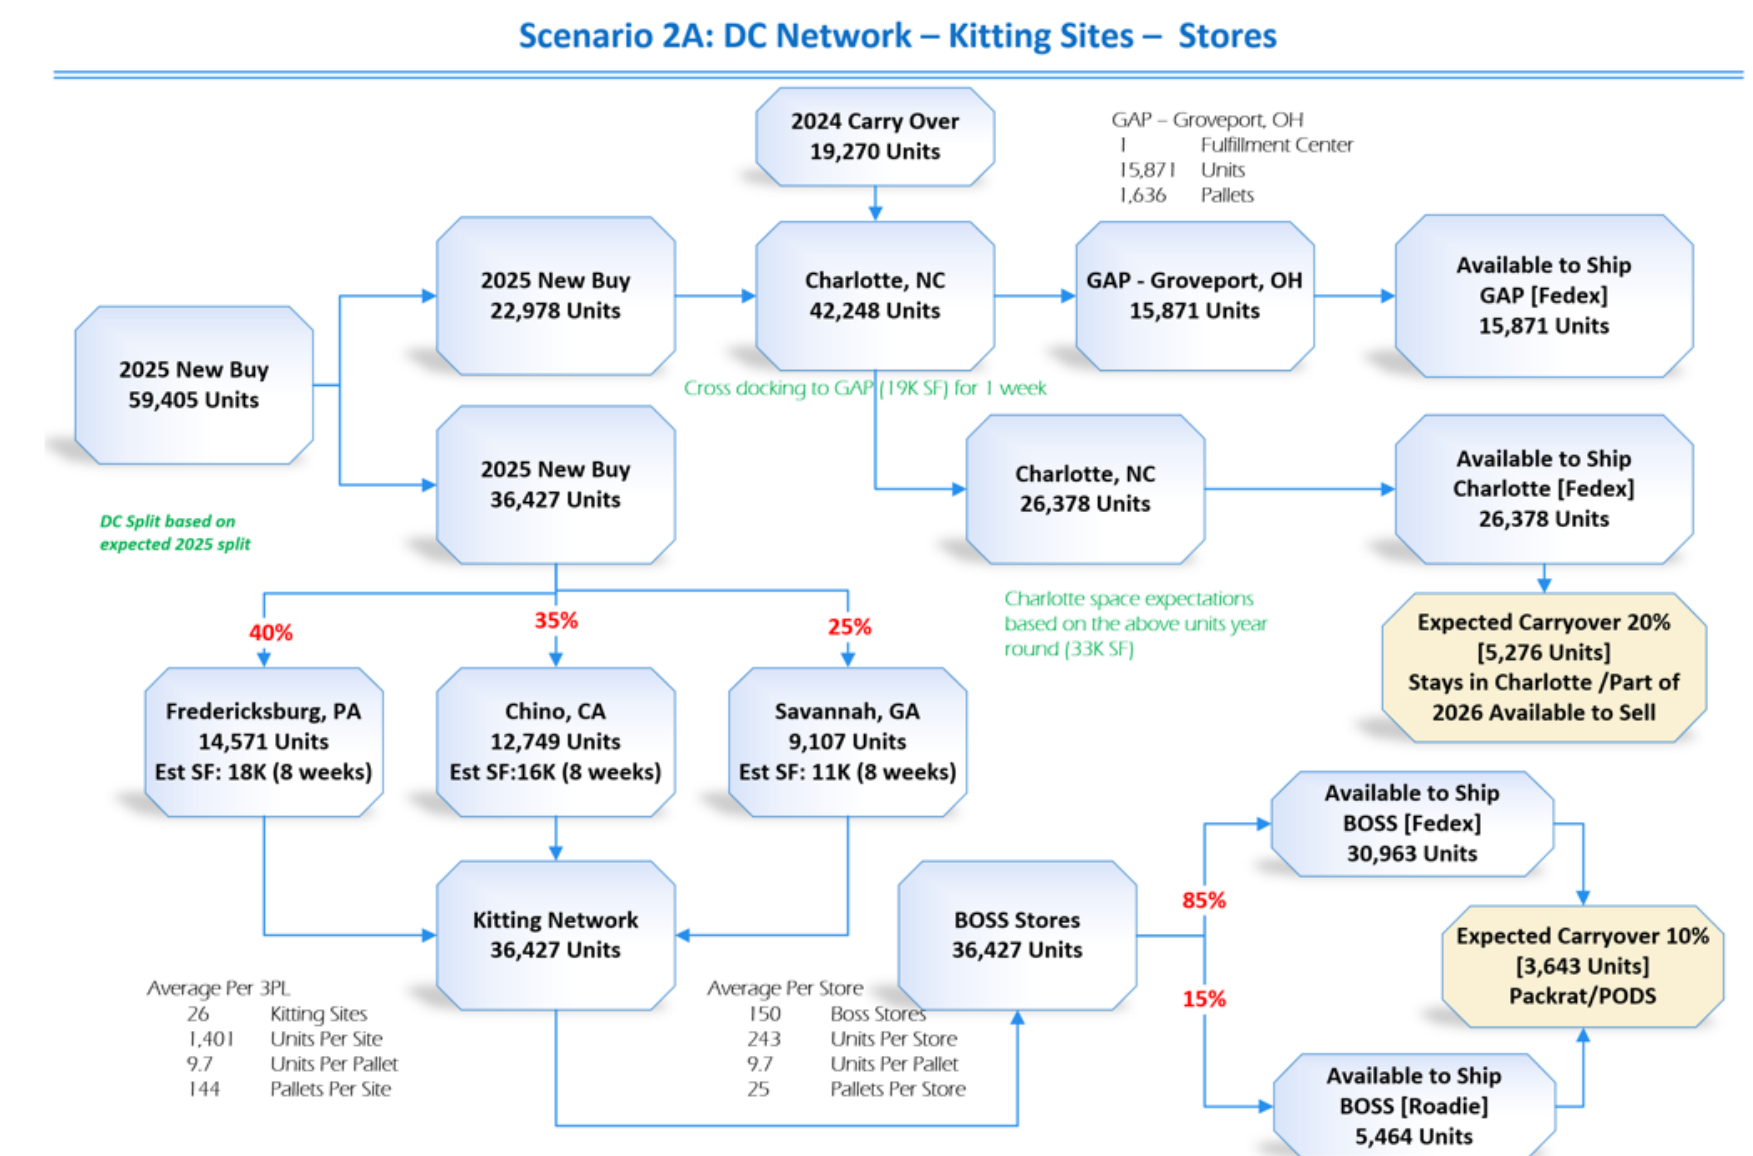 Scenario 2A: DC Network – Kitting Sites – Stores
2024 Carry Over
19,270 Units
GAP – Groveport, OH
1 Fulfillment Center
15,871 Units
1,636 Pallets
2025 New Buy
59,405 Units
2025 New Buy
22,978 Units
Charlotte, NC
42,248 Units
GAP - Groveport, OH
15,871 Units
Available to Ship
GAP [Fedex]
15,871 Units
Cross docking to GAP (19K SF) for 1 week
2025 New Buy
36,427 Units
Charlotte, NC
26,378 Units
Available to Ship
Charlotte [Fedex]
26,378 Units
DC Split based on
expected 2025 split
Charlotte space expectations
based on the above units year
round (33K SF)
Expected Carryover 20%
[5,276 Units]
Stays in Charlotte /Part of
2026 Available to Sell
40%
35%
25%
Fredericksburg, PA
14,571 Units
Est SF: 18K (8 weeks)
Chino, CA
12,749 Units
Est SF:16K (8 weeks)
Savannah, GA
9,107 Units
Est SF: 11K (8 weeks)
Kitting Network
36,427 Units
BOSS Stores
36,427 Units
85%
15%
Available to Ship
BOSS [Fedex]
30,963 Units
Expected Carryover 10%
[3,643 Units]
Packrat/PODS
Available to Ship
BOSS [Roadie]
5,464 Units
Average Per 3PL
26 Kitting Sites
1,401 Units Per Site
9.7 Units Per Pallet
144 Pallets Per Site
Average Per Store
150 Boss Stores
243 Units Per Store
9.7 Units Per Pallet
25 Pallets Per Store